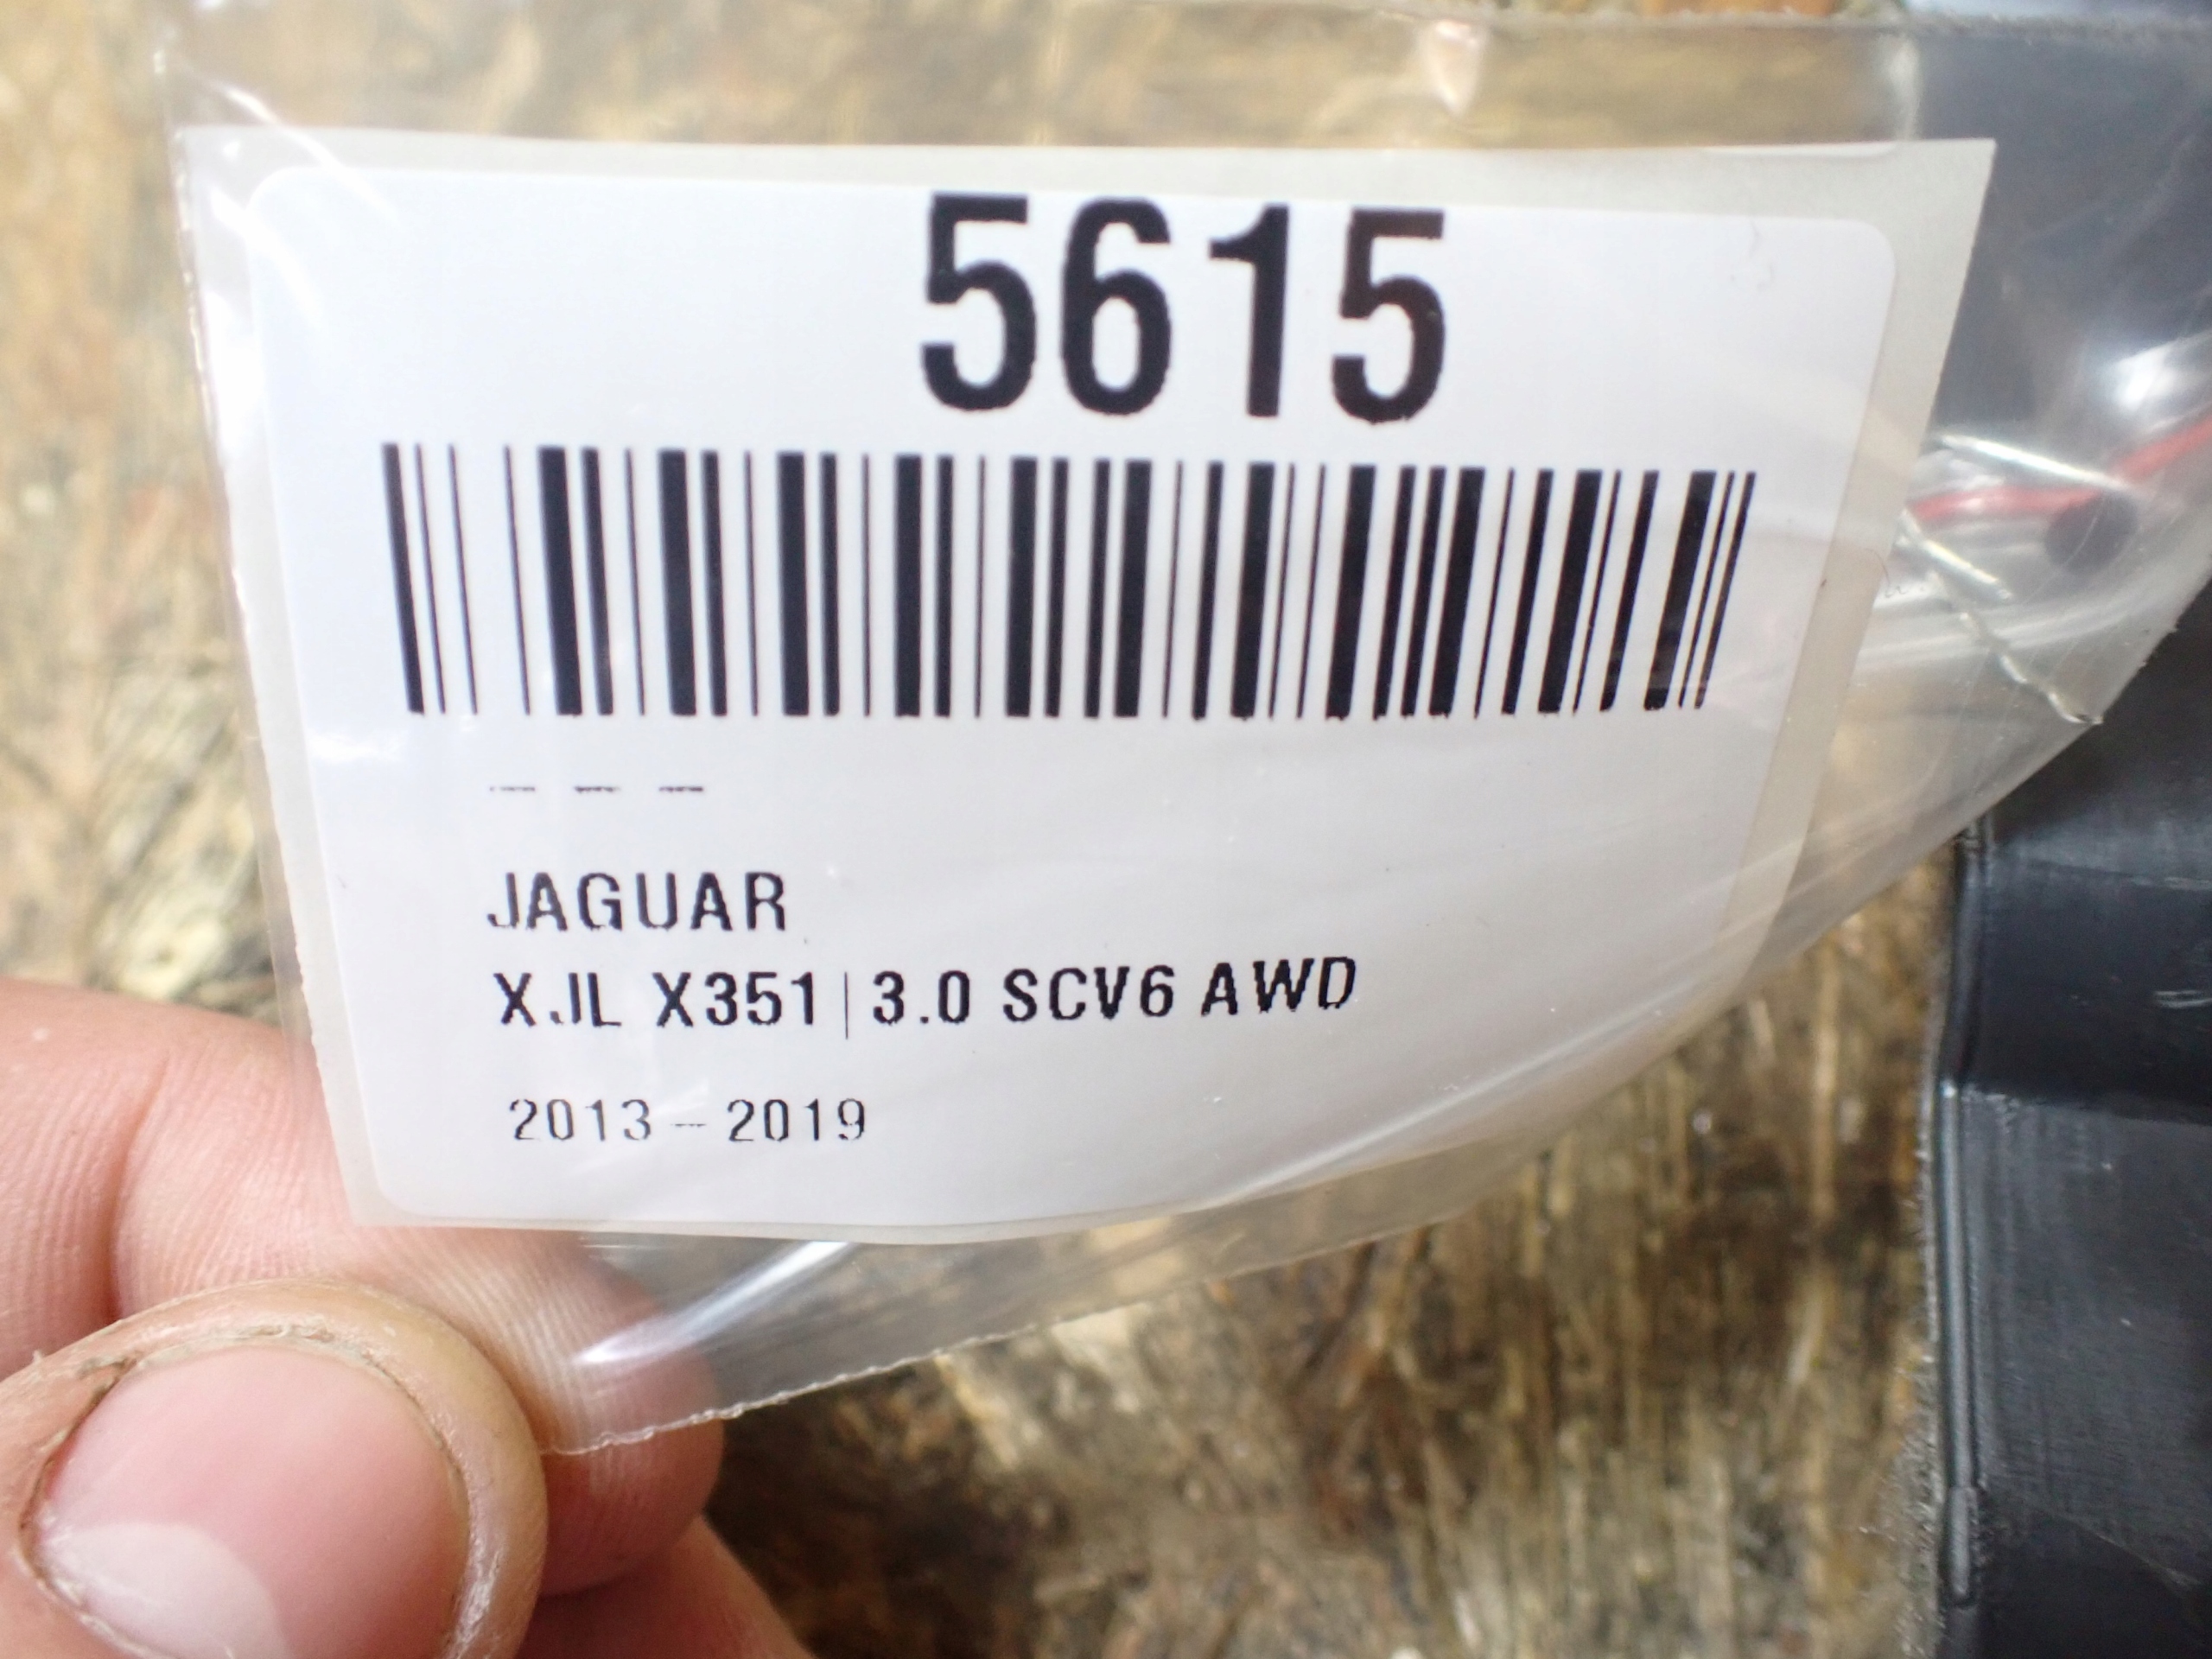 5615
– – –
JAGUAR
XJL X351|3.0 SCV6 AWD
2013 – 2019